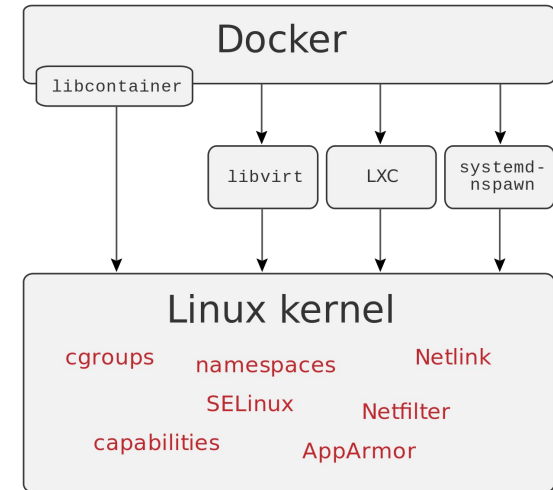 Docker
libcontainer
libvirt
LXC
systemd-
nspawn
Linux kernel
cgroups
namespaces
Netlink
SELinux
Netfilter
capabilities
AppArmor